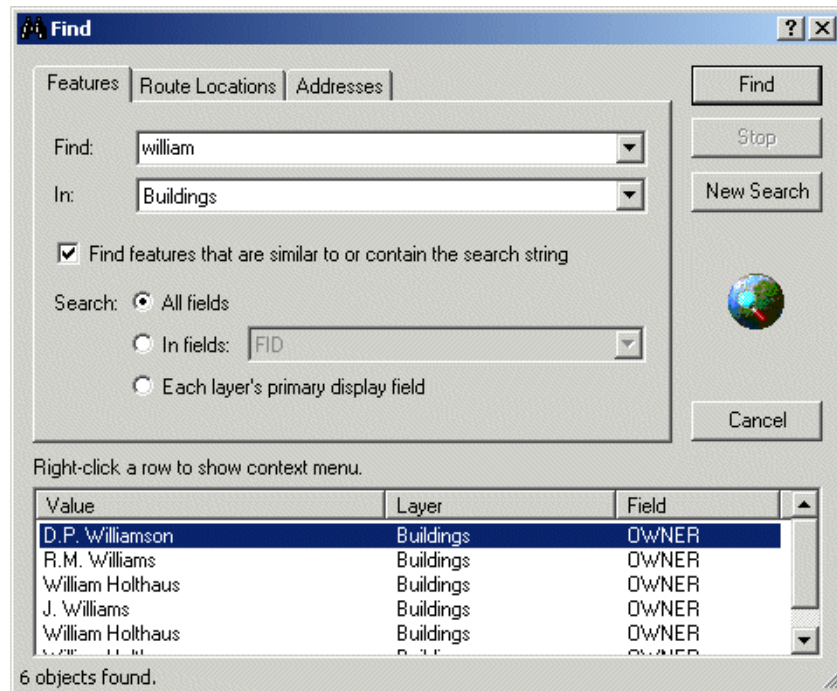 Find
Features Route Locations Addresses
Find
Find: william
Stop
In: Buildings
New Search
Find features that are similar to or contain the search string
Search: All fields
In fields: FID
Each layer's primary display field
Cancel
Right-click a row to show context menu.
Value Layer Field
D.P. Williamson Buildings OWNER
R.M. Williams Buildings OWNER
William Holthaus Buildings OWNER
J. Williams Buildings OWNER
William Holthaus Buildings OWNER
6 objects found.